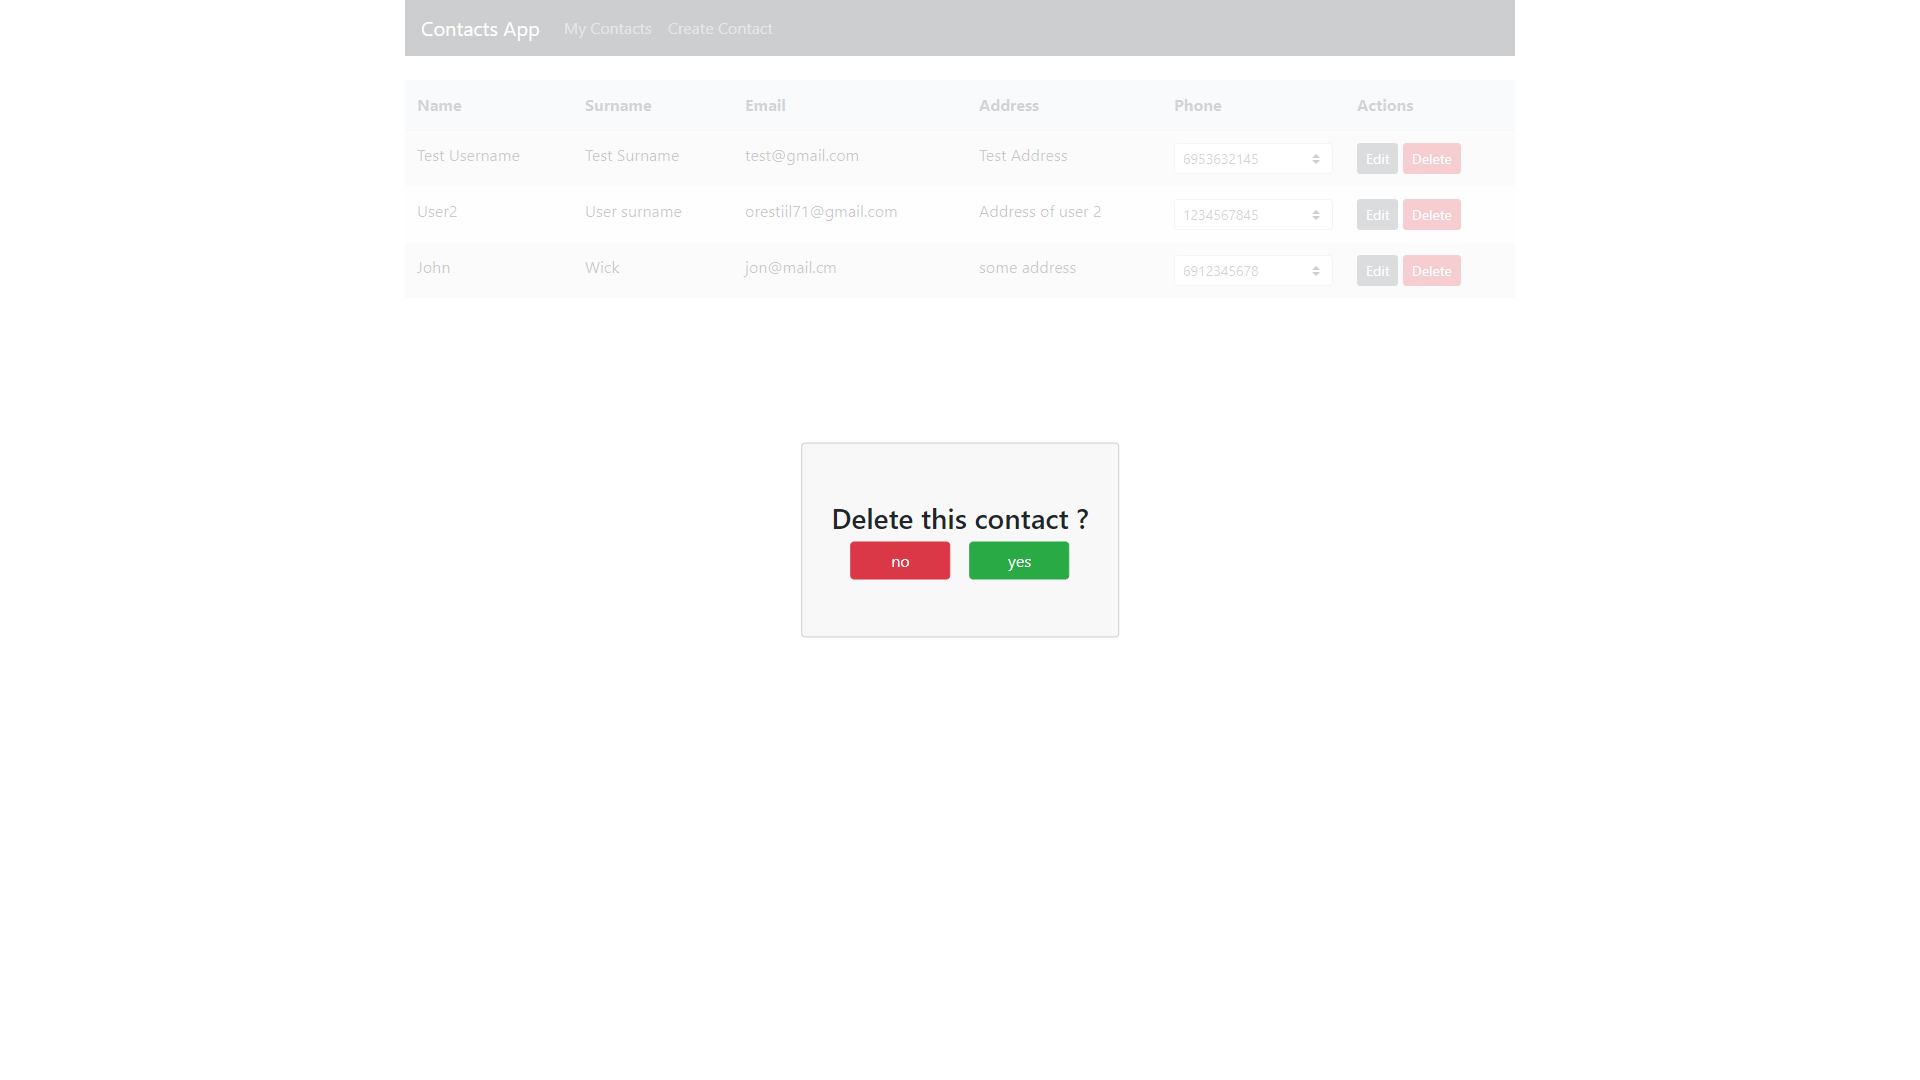 Contacts App My Contacts Create Contact
Name Surname Email Address Phone Actions
Test Username Test Surname test@gmail.com Test Address 6953632145 Edit Delete
User2 User surname orestiil71@gmail.com Address of user 2 1234567845 Edit Delete
John Wick jon@mail.cm some address 6912345678 Edit Delete
Delete this contact ?
no yes